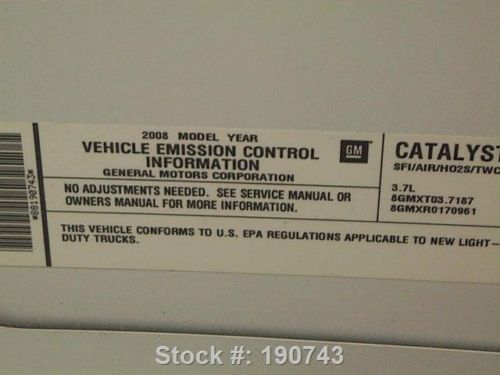 2008 MODEL YEAR
VEHICLE EMISSION CONTROL
INFORMATION
GENERAL MOTORS CORPORATION
GM
CATALYST
SFI/AIR/HO2S/TWC
NO ADJUSTMENTS NEEDED. SEE SERVICE MANUAL OR
OWNERS MANUAL FOR MORE INFORMATION.
3.7L
8GMXT03.7187
8GMXR0170961
THIS VEHICLE CONFORMS TO U.S. EPA REGULATIONS APPLICABLE TO NEW LIGHT-
DUTY TRUCKS.
*88190743*
Stock #: 190743